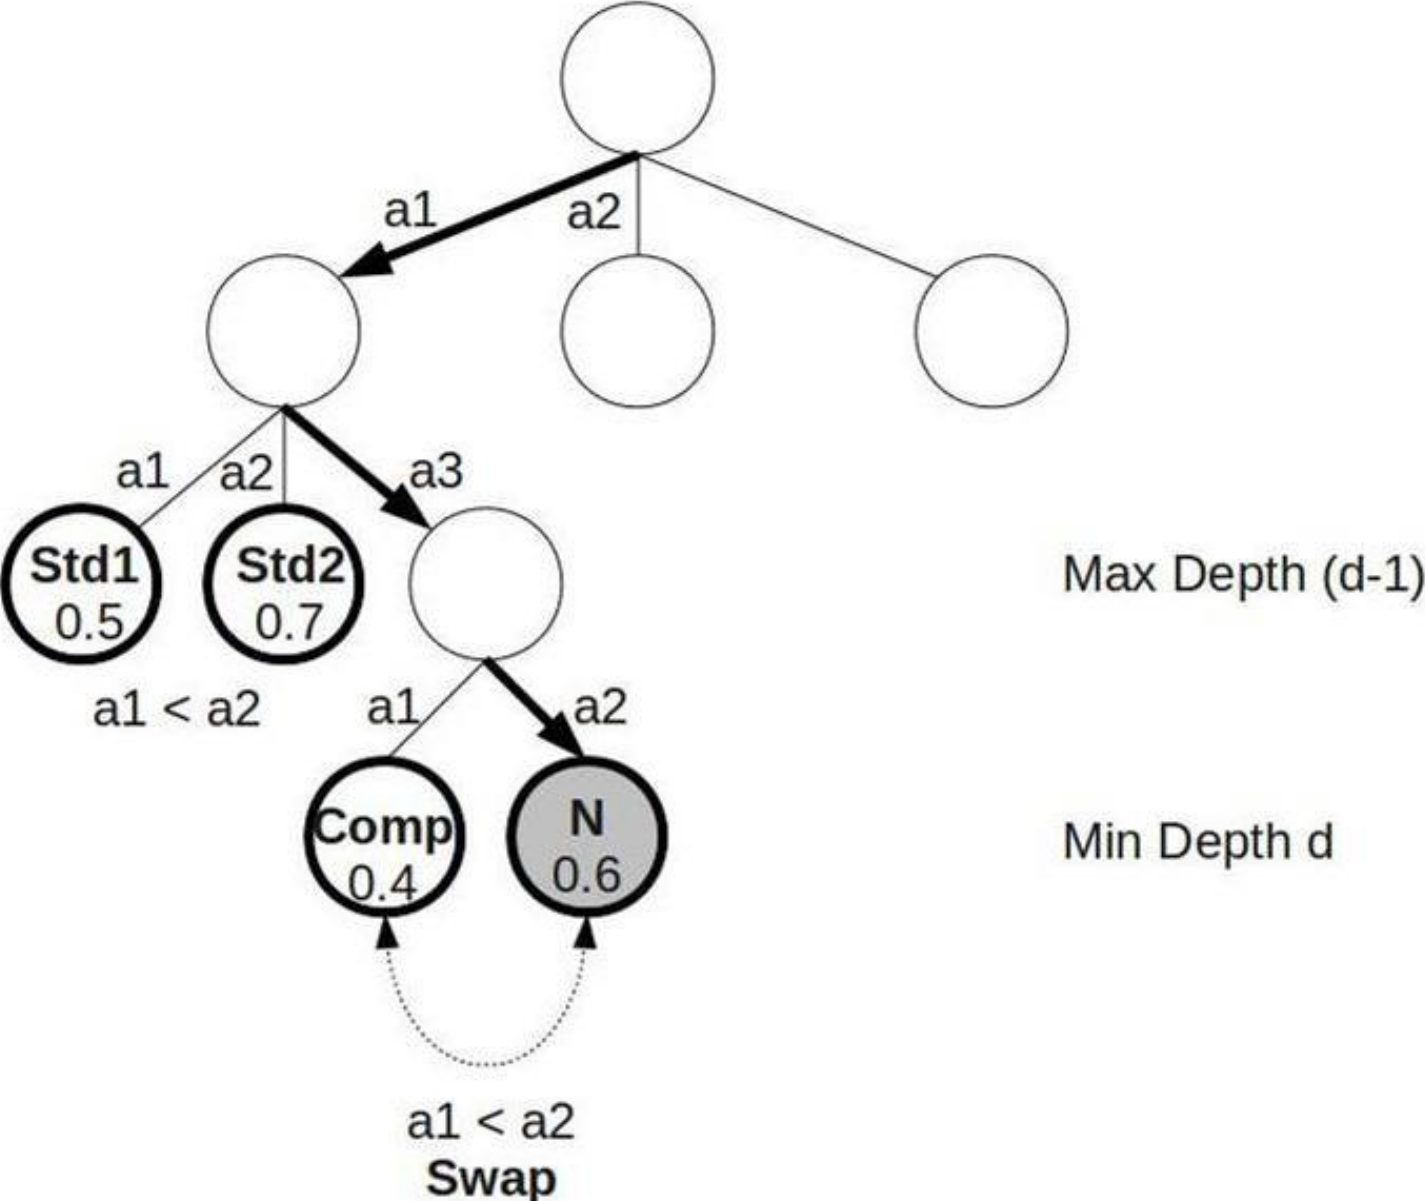 a1
a2
a1
a2
a3
Std1
0.5
Std2
0.7
Max Depth (d-1)
a1 < a2
a1
a2
Comp
0.4
N
0.6
Min Depth d
a1 < a2
Swap